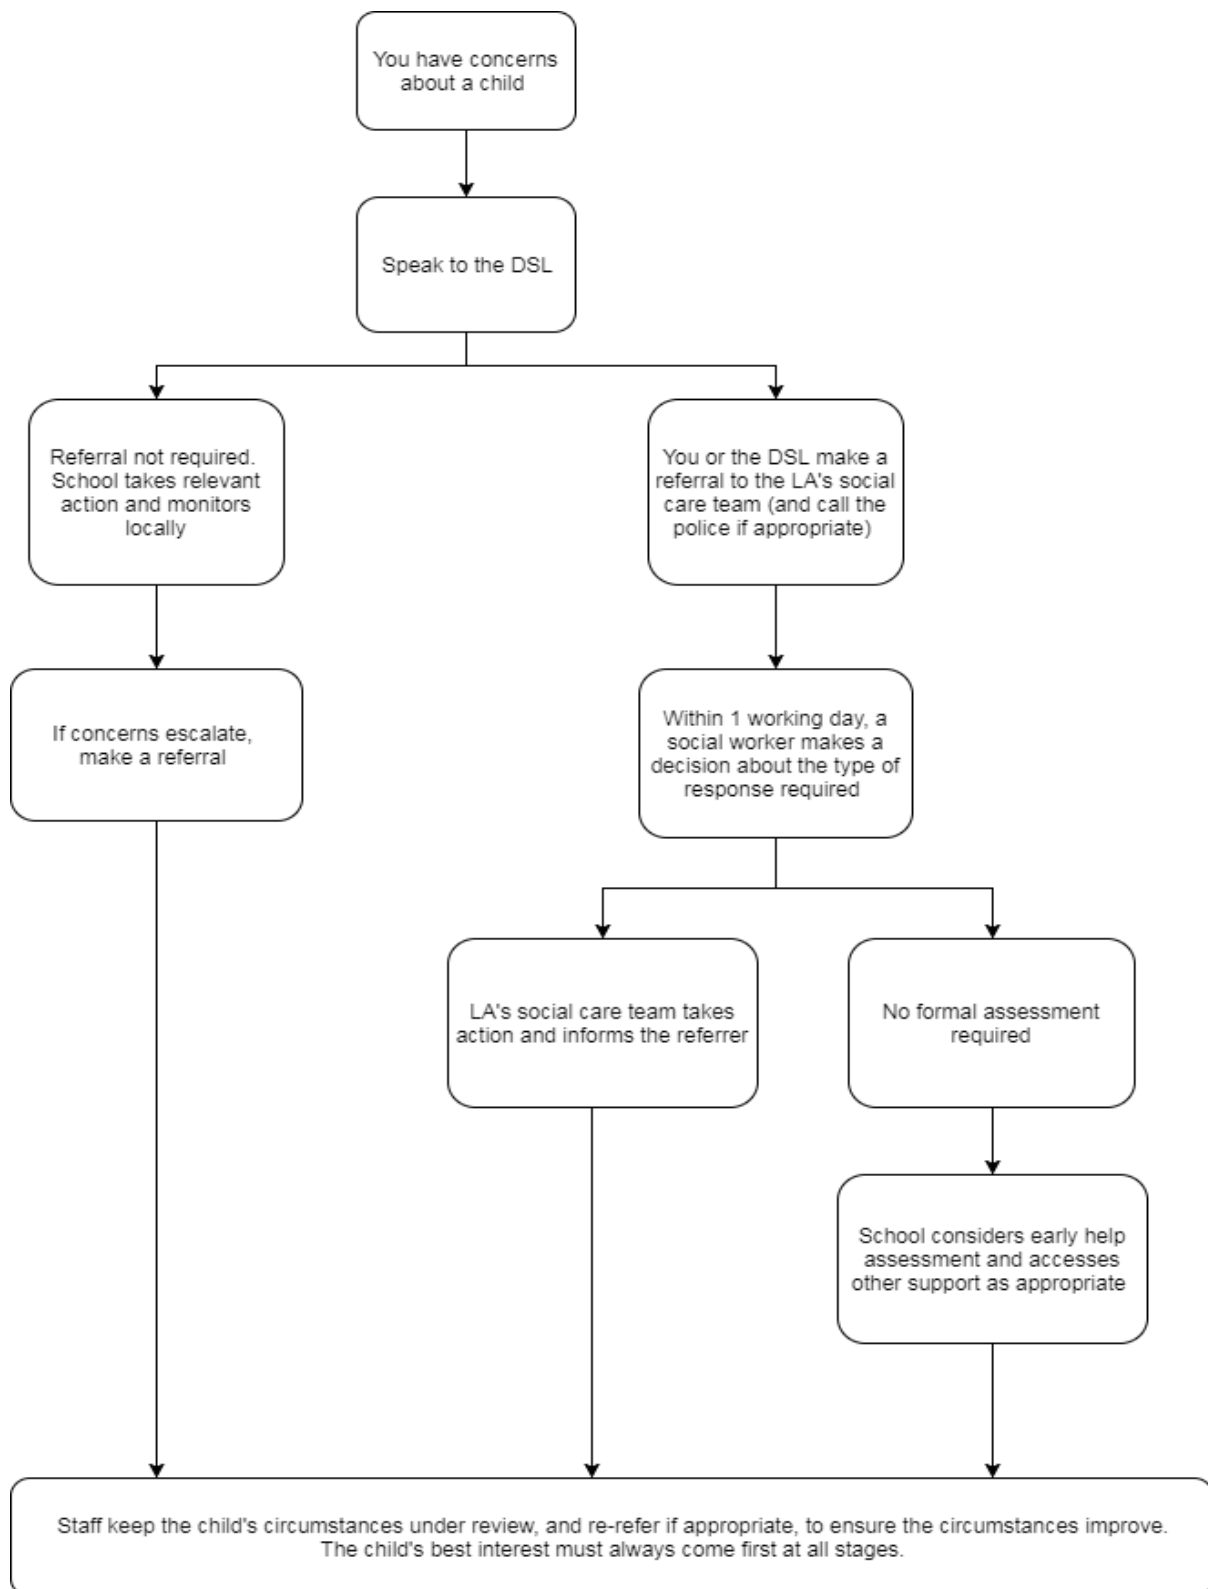 You have concerns
about a child
Speak to the DSL
Referral not required.
School takes relevant
action and monitors
locally
You or the DSL make a
referral to the LA's social
care team (and call the
police if appropriate)
If concerns escalate,
make a referral
Within 1 working day, a
social worker makes a
decision about the type of
response required
LA's social care team takes
action and informs the referrer
No formal assessment
required
School considers early help
assessment and accesses
other support as appropriate
Staff keep the child's circumstances under review, and re-refer if appropriate, to ensure the circumstances improve.
The child's best interest must always come first at all stages.